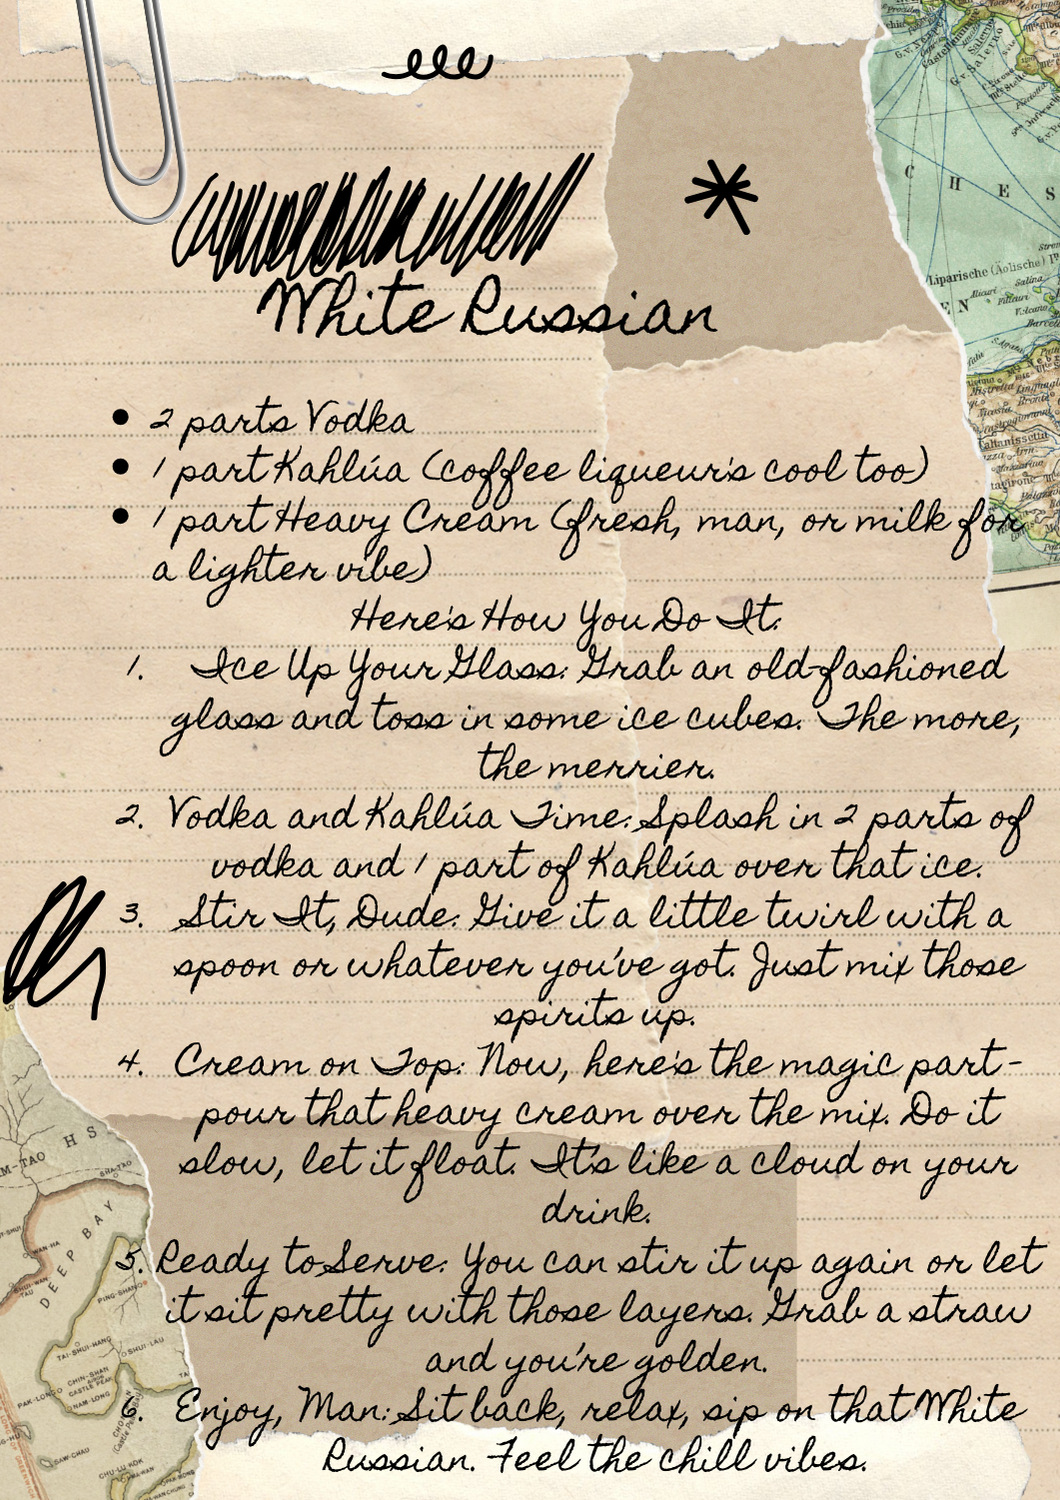 White Russian
• 2 parts Vodka
• 1 part Kahlúa (coffee liqueur's cool too)
• 1 part Heavy Cream (fresh, man, or milk for
a lighter vibe)
Here's How You Do It:
1. Ice Up Your Glass: Grab an old-fashioned
glass and toss in some ice cubes. The more,
the merrier.
2. Vodka and Kahlúa Time: Splash in 2 parts of
vodka and 1 part of Kahlúa over that ice.
3. Stir It, Dude: Give it a little twirl with a
spoon or whatever you've got. Just mix those
spirits up.
4. Cream on Top: Now, here's the magic part-
pour that heavy cream over the mix. Do it
slow, let it float. It's like a cloud on your
drink.
5. Ready to Serve: You can stir it up again or let
it sit pretty with those layers. Grab a straw
and you're golden.
6. Enjoy, Man: Sit back, relax, sip on that White
Russian. Feel the chill vibes.
C H E S
Liparische (Äolische) I
Salina
Alicuri
Filicuri
Vulcano
G. v. Salerno
DEEP BAY
H S
M-TAO
SHA-TAO
WAN-HA
PING-SHAN
TAI-SHUI-HANG
SHUI-LAU
CHIN-SHAN
CASTLE PEAK
NAM-LONG
PAK-LONG
SAW-CHAU
CHU-LU-KOK